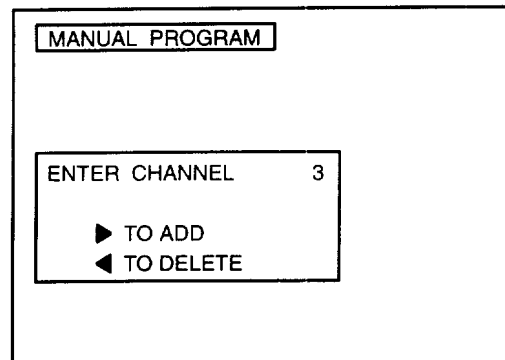 MANUAL PROGRAM
ENTER CHANNEL 3
▶ TO ADD
◀ TO DELETE